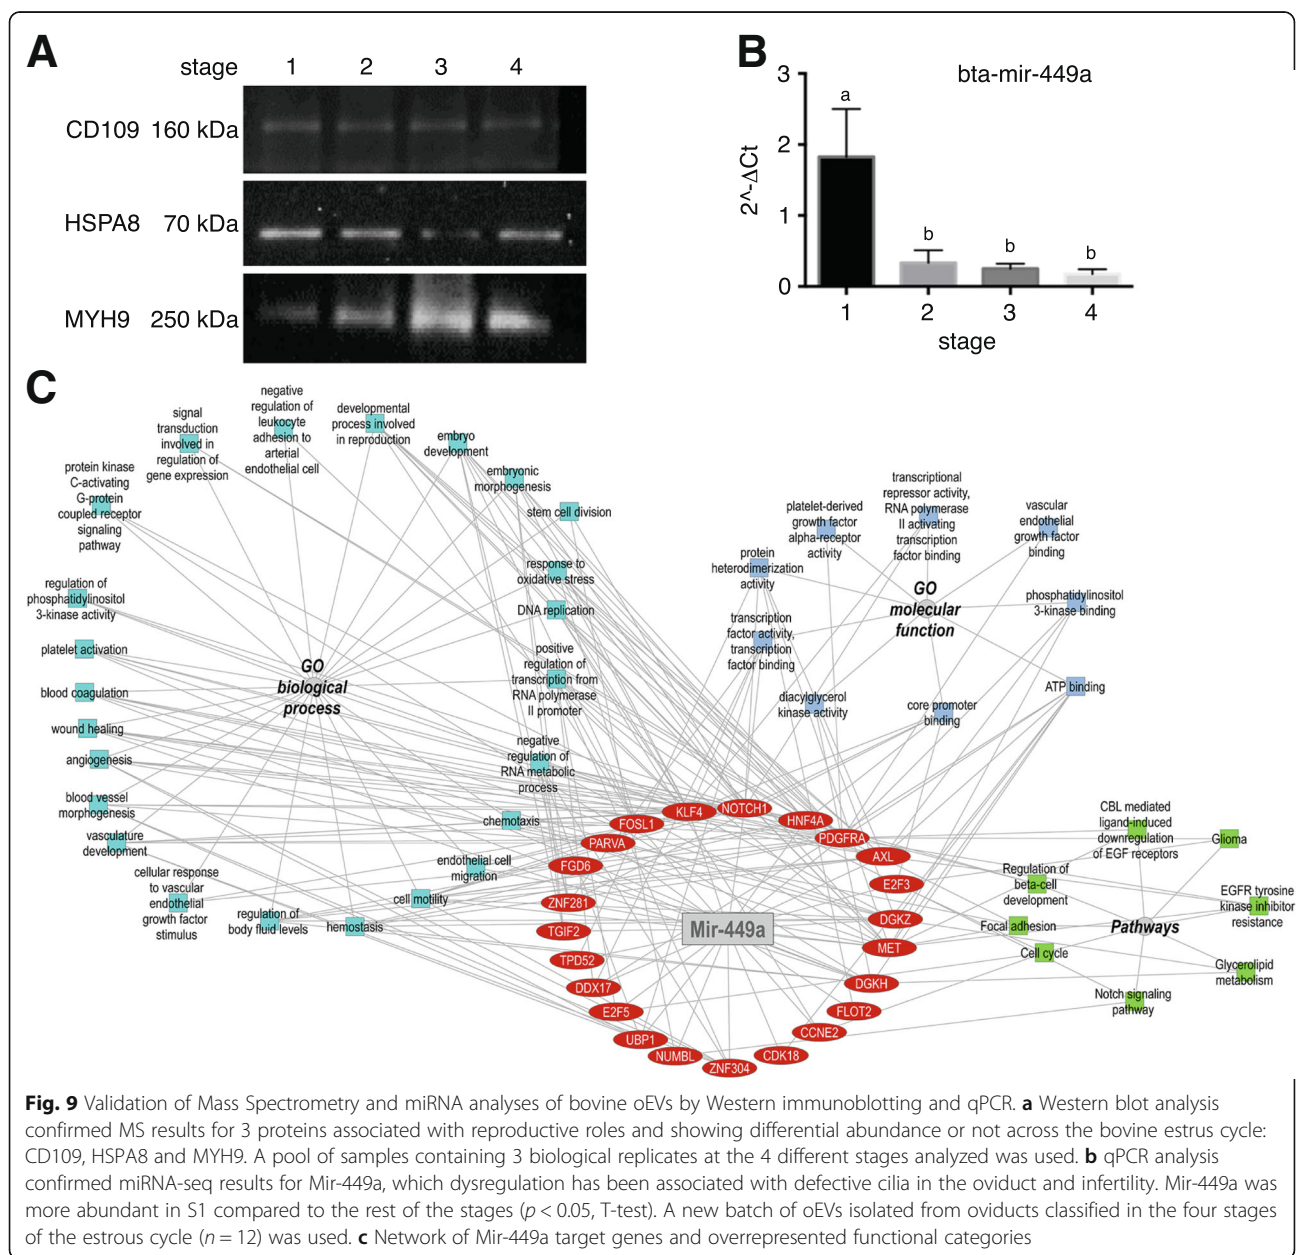 A
stage 1 2 3 4
CD109 160 kDa
HSPA8 70 kDa
MYH9 250 kDa
B
bta-mir-449a
2^-ΔCt
3
2
1
0
a
b
b
b
1 2 3 4
stage
C
signal
transduction
involved in
regulation of
gene expression
negative
regulation of
leukocyte
adhesion to
arterial
endothelial cell
developmental
process involved
in reproduction
embryo
development
embryonic
morphogenesis
stem cell division
protein kinase
C-activating
G-protein
coupled receptor
signaling
pathway
response to
oxidative stress
DNA replication
regulation of
phosphatidylinositol
3-kinase activity
platelet activation
blood coagulation
wound healing
angiogenesis
blood vessel
morphogenesis
vasculature
development
cellular response
to vascular
endothelial
growth factor
stimulus
regulation of
body fluid levels
hemostasis
cell motility
endothelial cell
migration
chemotaxis
negative
regulation of
RNA metabolic
process
positive
regulation of
transcription from
RNA polymerase
II promoter
GO
biological
process
protein
heterodimerization
activity
platelet-derived
growth factor
alpha-receptor
activity
transcriptional
repressor activity,
RNA polymerase
II activating
transcription
factor binding
vascular
endothelial
growth factor
binding
phosphatidylinositol
3-kinase binding
ATP binding
core promoter
binding
diacylglycerol
kinase activity
transcription
factor activity,
transcription
factor binding
GO
molecular
function
CBL mediated
ligand-induced
downregulation
of EGF receptors
Glioma
Regulation of
beta-cell
development
EGFR tyrosine
kinase inhibitor
resistance
Focal adhesion
Pathways
Cell cycle
Glycerolipid
metabolism
Notch signaling
pathway
Mir-449a
NOTCH1
HNF4A
PDGFRA
AXL
E2F3
DGKZ
MET
DGKH
FLOT2
CCNE2
CDK18
ZNF304
NUMBL
UBP1
E2F5
DDX17
TPD52
TGIF2
ZNF281
FGD6
PARVA
FOSL1
KLF4
Fig. 9 Validation of Mass Spectrometry and miRNA analyses of bovine oEVs by Western immunoblotting and qPCR. a Western blot analysis
confirmed MS results for 3 proteins associated with reproductive roles and showing differential abundance or not across the bovine estrus cycle:
CD109, HSPA8 and MYH9. A pool of samples containing 3 biological replicates at the 4 different stages analyzed was used. b qPCR analysis
confirmed miRNA-seq results for Mir-449a, which dysregulation has been associated with defective cilia in the oviduct and infertility. Mir-449a was
more abundant in S1 compared to the rest of the stages (p < 0.05, T-test). A new batch of oEVs isolated from oviducts classified in the four stages
of the estrous cycle (n = 12) was used. c Network of Mir-449a target genes and overrepresented functional categories